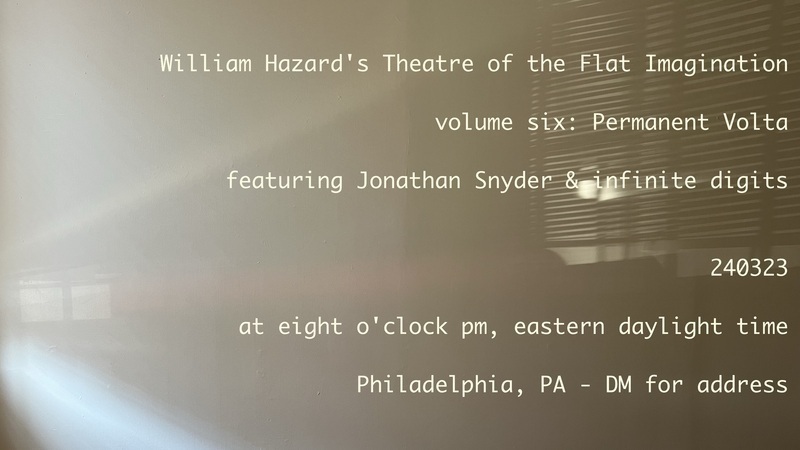 William Hazard's Theatre of the Flat Imagination
volume six: Permanent Volta
featuring Jonathan Snyder & infinite digits
240323
at eight o'clock pm, eastern daylight time
Philadelphia, PA - DM for address